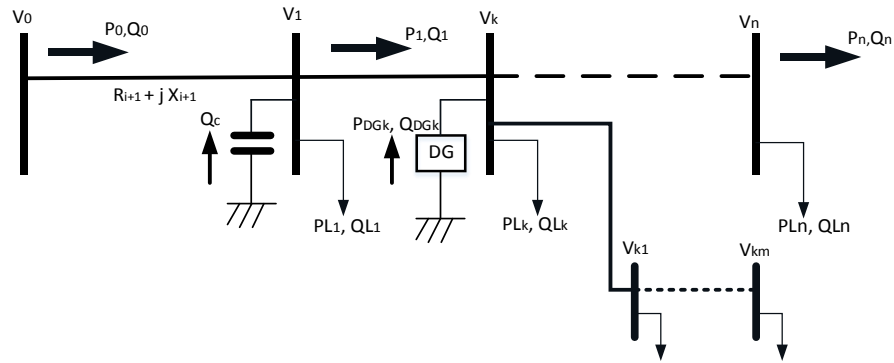 V0
P0,Q0
V1
P1,Q1
Vk
Vn
Pn,Qn
Ri+1 + j Xi+1
Qc
PDGk, QDGk
DG
PL1, QL1
PLk, QLk
PLn, QLn
Vk1
Vkm